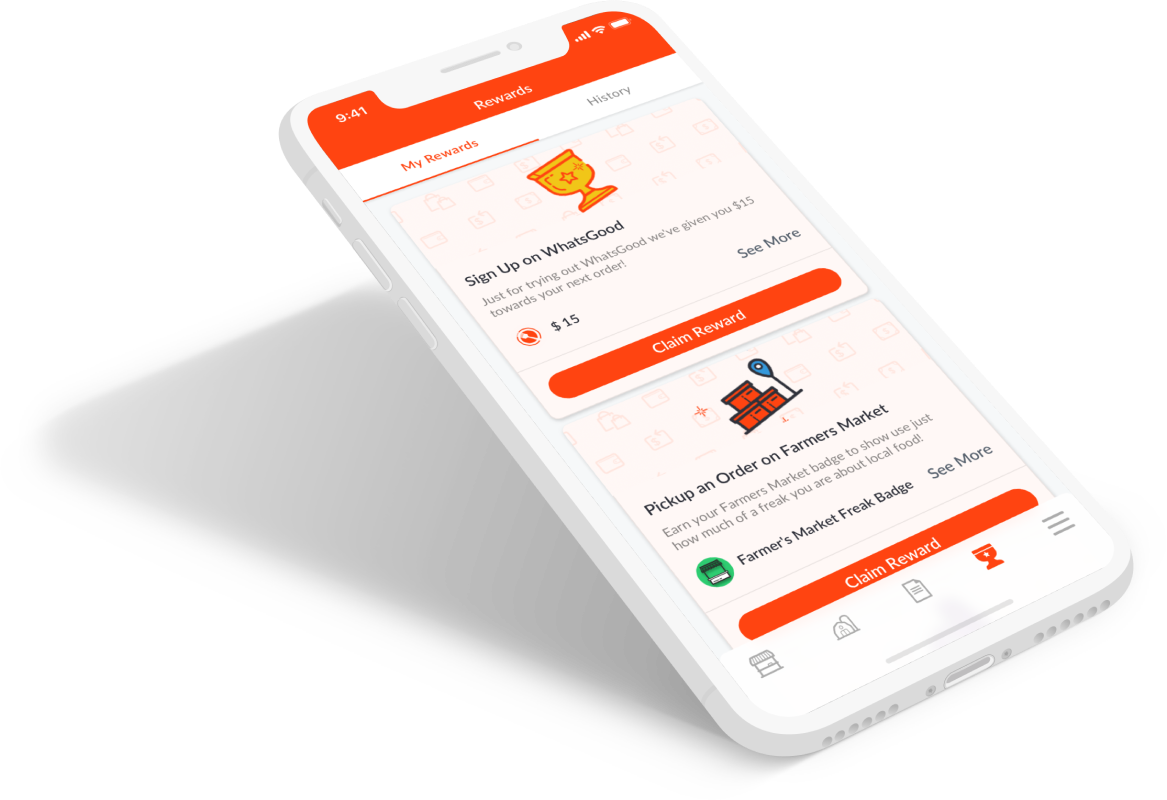 9:41
Rewards
My Rewards
History
Sign Up on WhatsGood
Just for trying out WhatsGood we've given you $15
towards your next order!
$ 15
See More
Claim Reward
Pickup an Order on Farmers Market
Earn your Farmers Market badge to show use just
how much of a freak you are about local food!
Farmer's Market Freak Badge
See More
Claim Reward